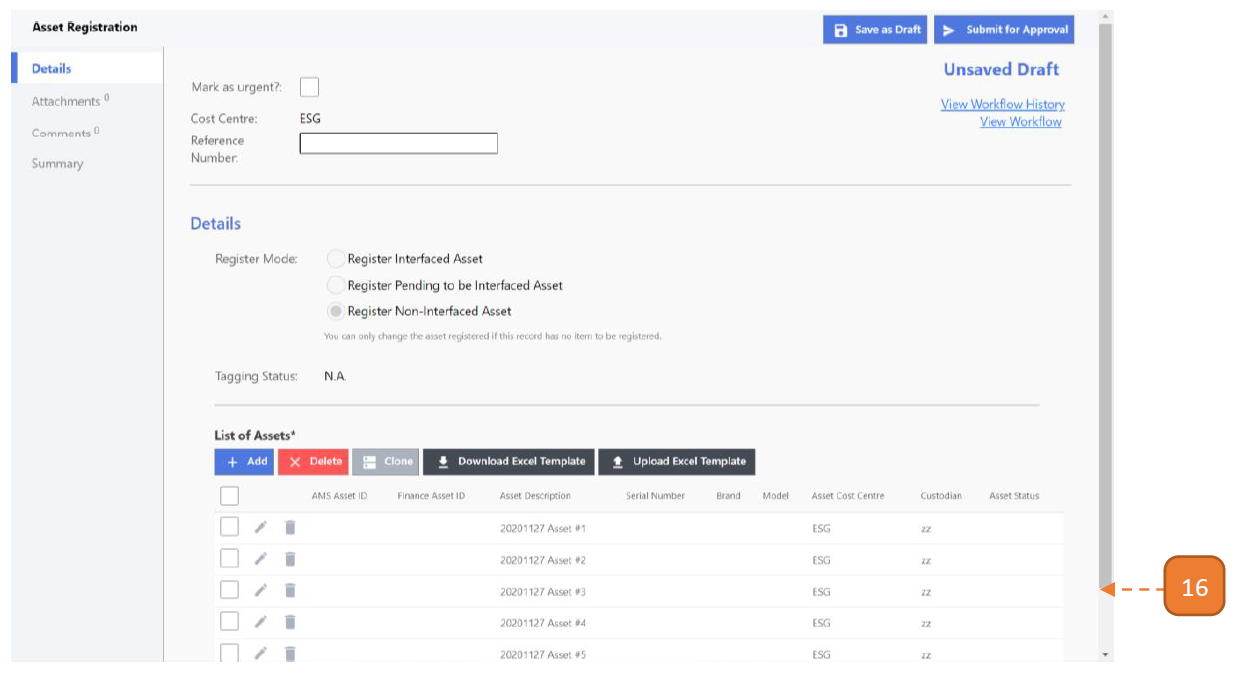 Asset Registration
Save as Draft
Submit for Approval
Details
Attachments 0
Comments 0
Summary
Unsaved Draft
View Workflow History
View Workflow
Mark as urgent?:
Cost Centre: ESG
Reference
Number:
Details
Register Mode:
Register Interfaced Asset
Register Pending to be Interfaced Asset
Register Non-Interfaced Asset
You can only change the asset registered if this record has no item to be registered.
Tagging Status: N.A.
List of Assets*
Add Delete Clone Download Excel Template Upload Excel Template
AMS Asset ID Finance Asset ID Asset Description Serial Number Brand Model Asset Cost Centre Custodian Asset Status
20201127 Asset #1 ESG zz
20201127 Asset #2 ESG zz
20201127 Asset #3 ESG zz
20201127 Asset #4 ESG zz
20201127 Asset #5 ESG zz
16